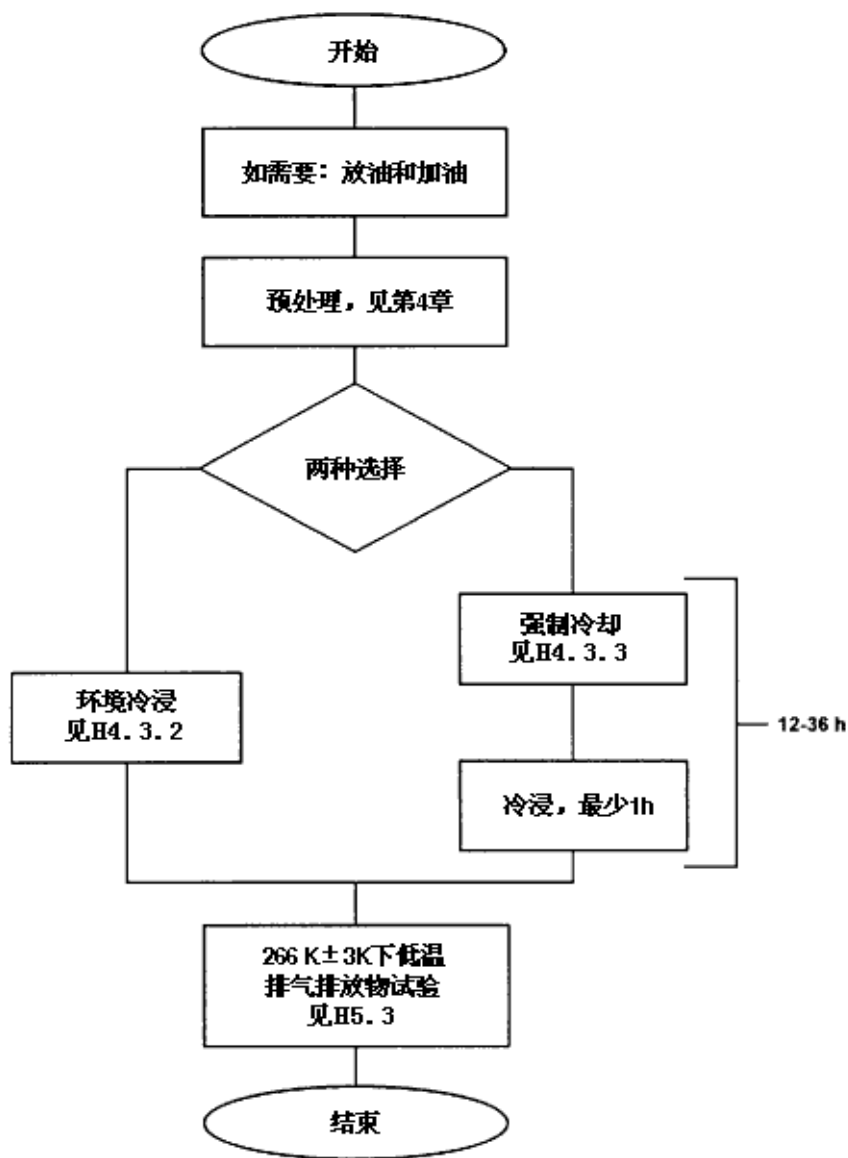 开始
如需要：放油和加油
预处理，见第4章
两种选择
强制冷却
见H4.3.3
环境冷浸
见H4.3.2
12-36 h
冷浸，最少1h
266 K±3K下低温
排气排放物试验
见H5.3
结束